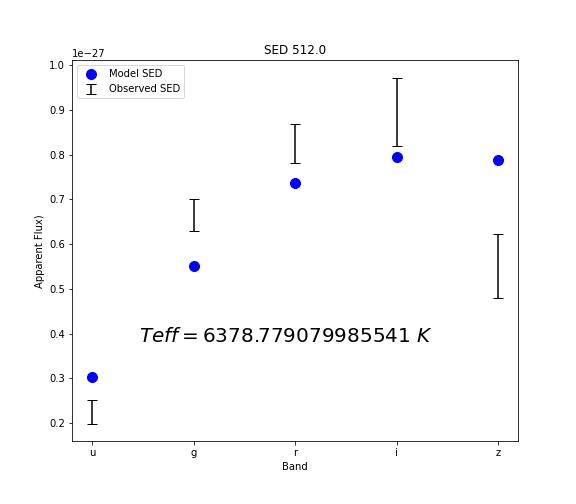 SED 512.0
1e−27
Model SED
Observed SED
1.0
0.9
0.8
0.7
0.6
0.5
0.4
0.3
0.2
Apparent Flux)
Teff = 6378.779079985541 K
u g r i z
Band